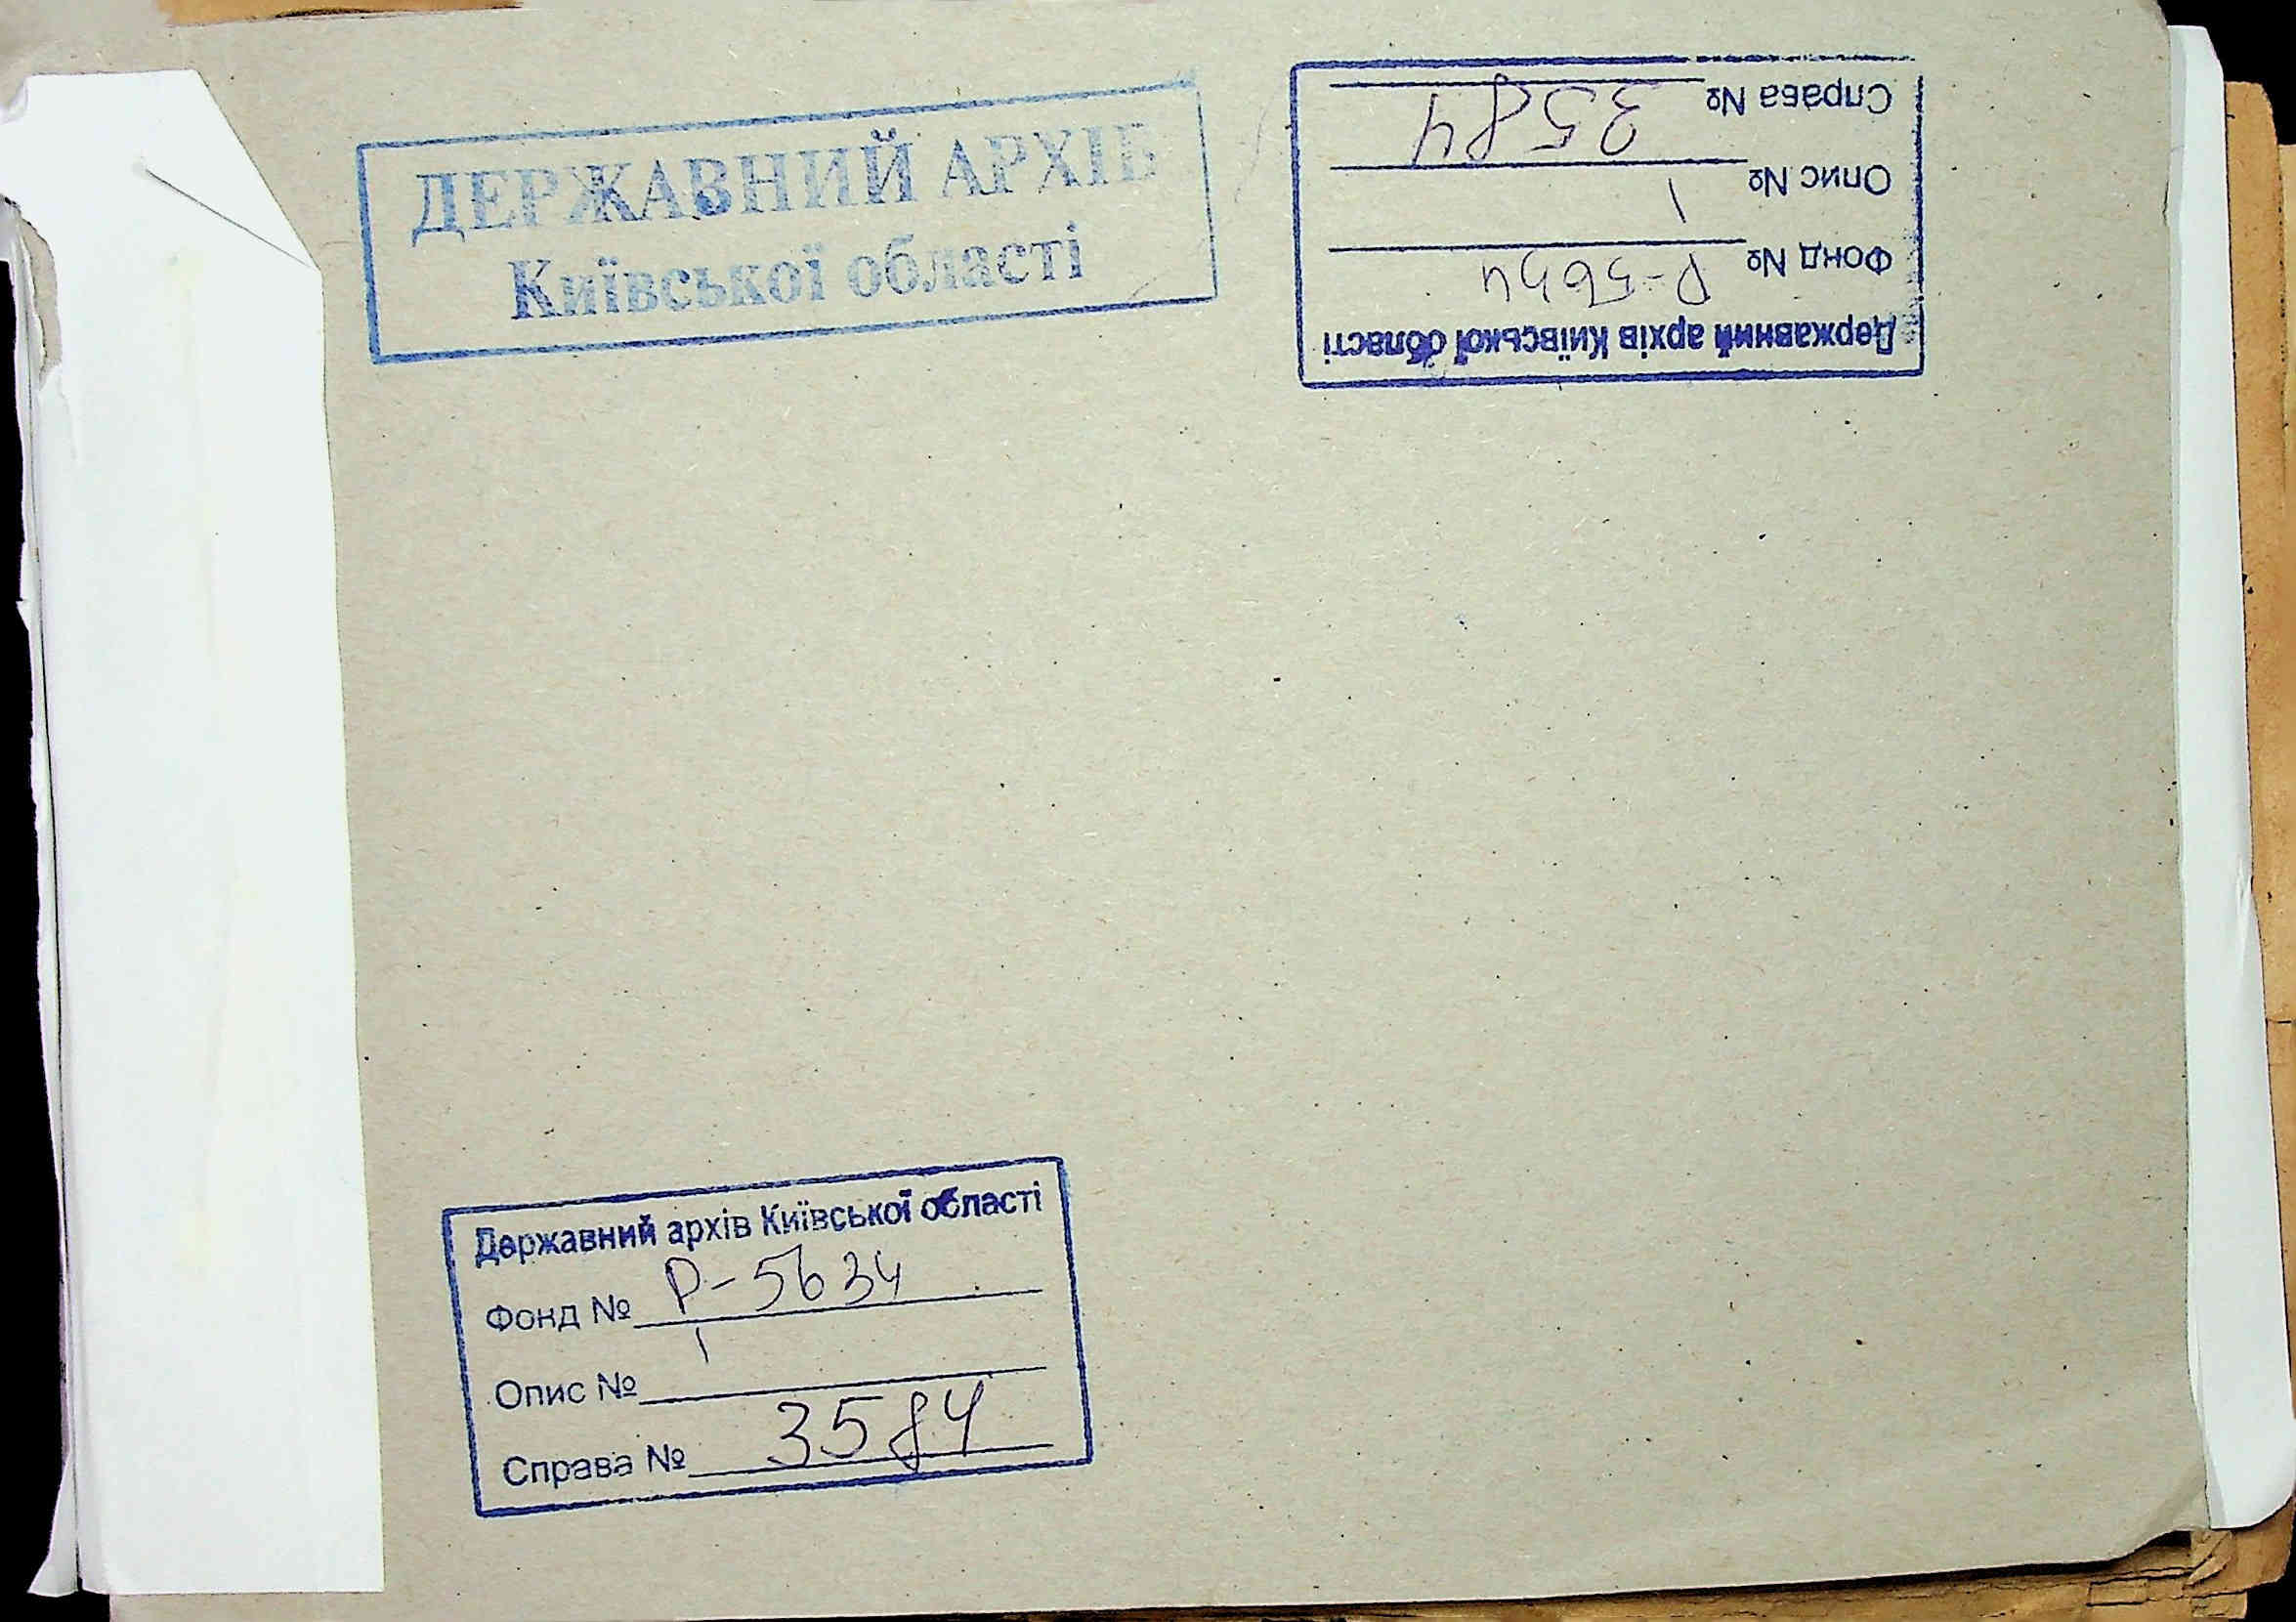 ДЕРЖАВНИЙ АРХІВ
Київської області
Державний архів Київської області
Фонд № Р-5634
Опис № 1
Справа № 3584
Державний архів Київської області
Фонд № Р-5634
Опис № 1
Справа № 3584